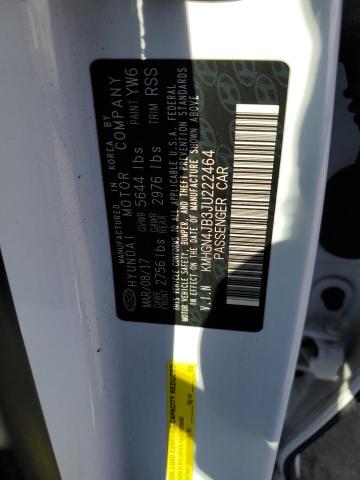 MANUFACTURED IN KOREA BY
HYUNDAI MOTOR COMPANY
MAR/08/17 GVWR 5644 lbs PAINT YW6
GAWR FRONT 2756 lbs GAWR REAR 2976 lbs TRIM RSS
THIS VEHICLE CONFORMS TO ALL APPLICABLE U.S.A. FEDERAL
MOTOR VEHICLE SAFETY, BUMPER, AND THEFT PREVENTION STANDARDS
IN EFFECT ON THE DATE OF MANUFACTURE SHOWN ABOVE
V.I.N : KMHGN4JB3JU222464
PASSENGER CAR
CAPACITY REDUCED